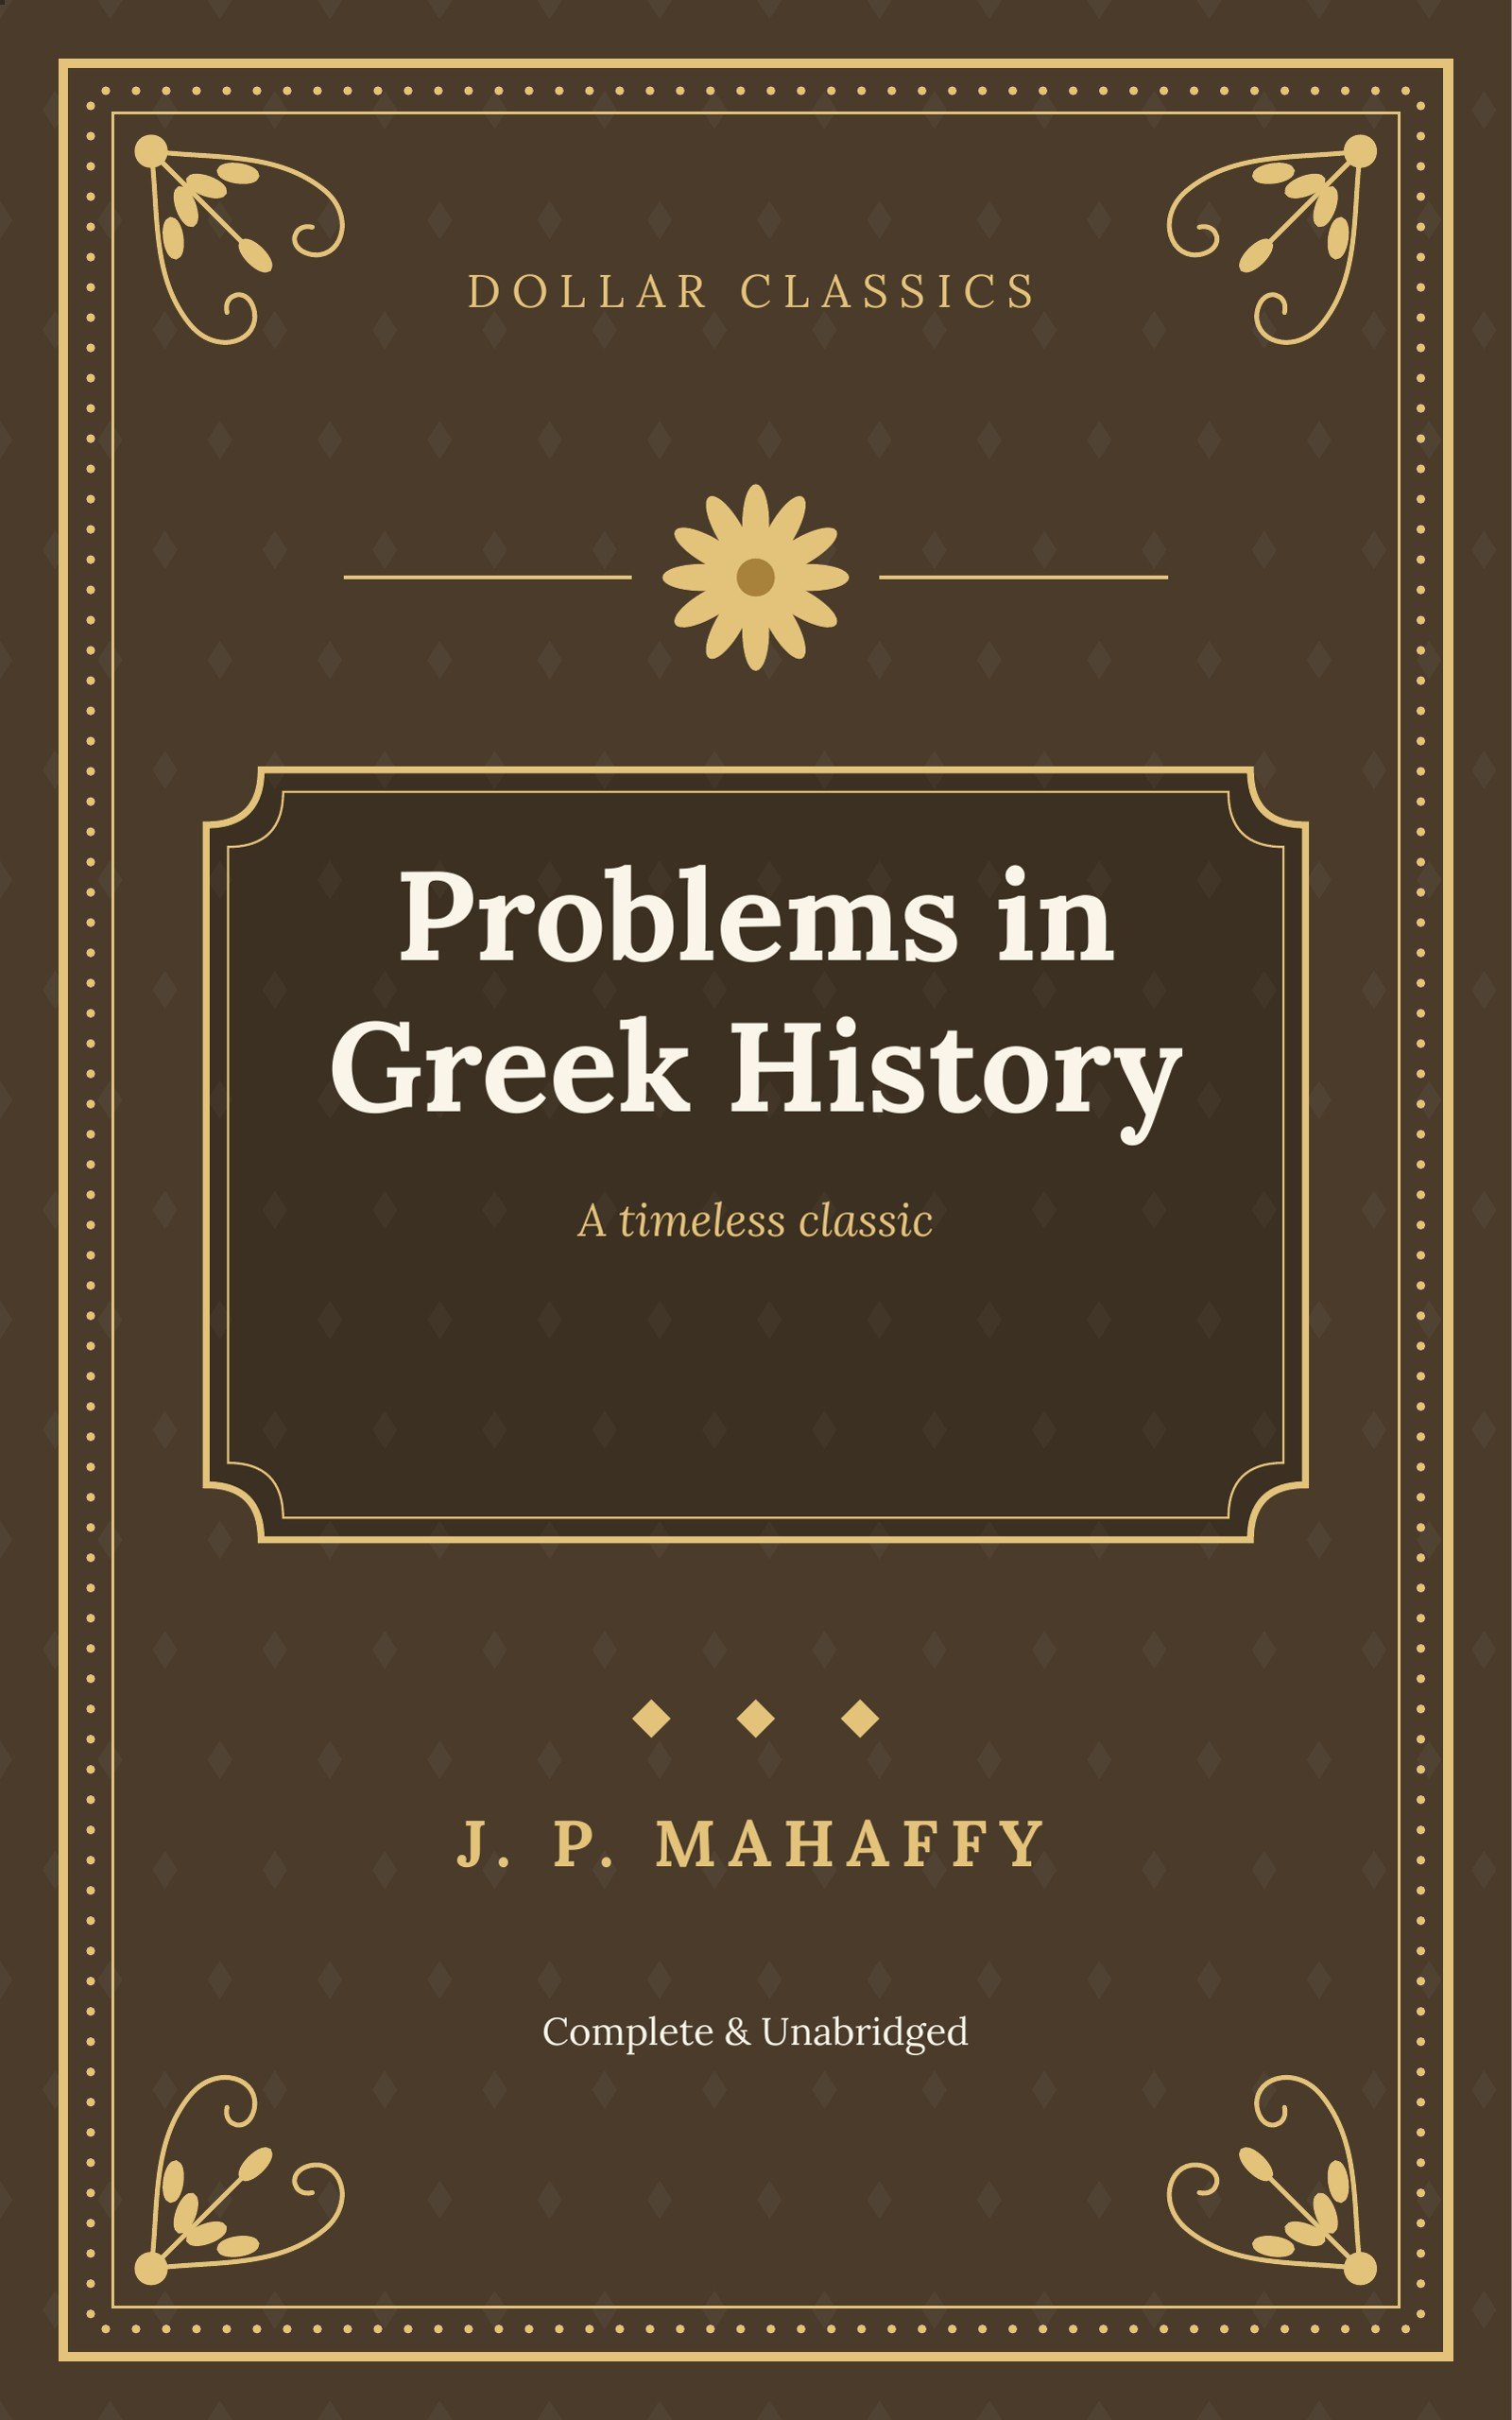 DOLLAR CLASSICS
Problems in
Greek History
A timeless classic
J. P. MAHAFFY
Complete & Unabridged